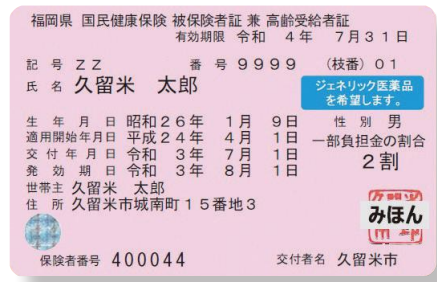 福岡県 国民健康保険 被保険者証 兼 高齢受給者証
有効期限 令和 4年 7月31日
記号 ZZ 番号 9999 (枝番) 01
氏名 久留米 太郎
ジェネリック医薬品
を希望します。
生年月日 昭和26年 1月 9日 性別 男
適用開始年月日 平成24年 4月 1日 一部負担金の割合
交付年月日 令和 3年 7月 1日 2割
発効期日 令和 3年 8月 1日
世帯主 久留米 太郎
住所 久留米市城南町15番地3
みほん
保険者番号 400044 交付者名 久留米市